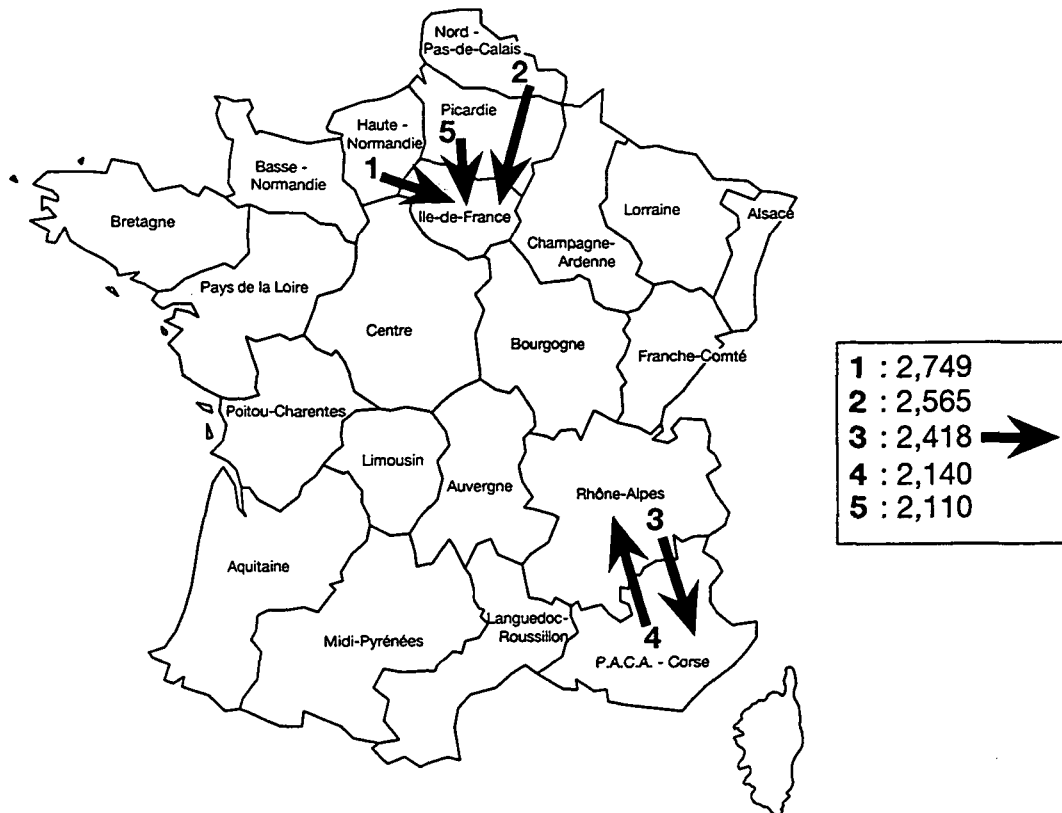 Nord -
Pas-de-Calais
2
Picardie
Haute -
Normandie
5
1
Basse -
Normandie
Ile-de-France
Bretagne
Lorraine
Alsace
Champagne-
Ardenne
Pays de la Loire
Centre
Bourgogne
Franche-Comté
Poitou-Charentes
Limousin
Auvergne
Rhône-Alpes
3
Aquitaine
Languedoc-
Roussillon
Midi-Pyrénées
4
P.A.C.A. - Corse
1 : 2,749
2 : 2,565
3 : 2,418
4 : 2,140
5 : 2,110